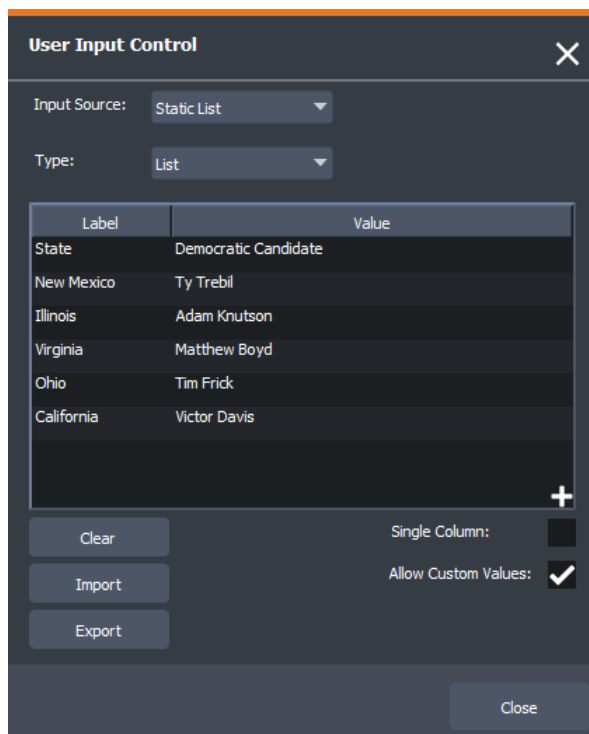 User Input Control
Input Source: Static List
Type: List
Label Value
State Democratic Candidate
New Mexico Ty Trebil
Illinois Adam Knutson
Virginia Matthew Boyd
Ohio Tim Frick
California Victor Davis
Clear Single Column:
Import Allow Custom Values:
Export
Close